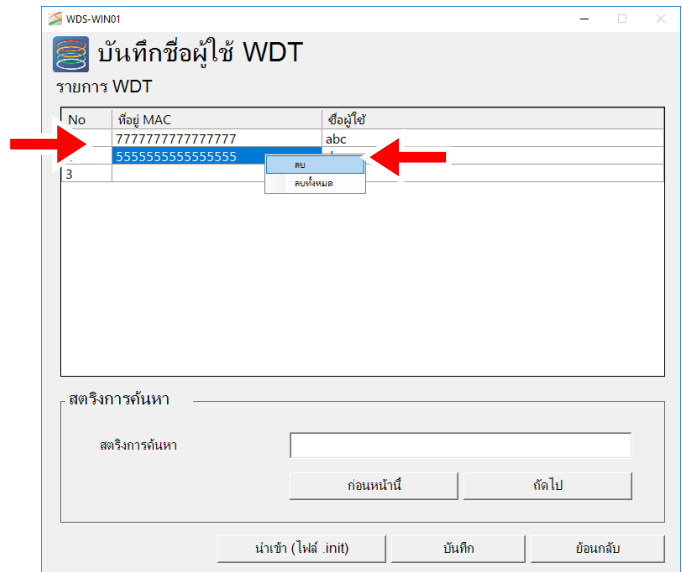 WDS-WIN01
บันทึกชื่อผู้ใช้ WDT
รายการ WDT
No ที่อยู่ MAC ชื่อผู้ใช้
7777777777777777 abc
5555555555555555
ลบ
3
ลบทั้งหมด
สตริงการค้นหา
สตริงการค้นหา
ก่อนหน้านี้ ถัดไป
นำเข้า (ไฟล์ .init) บันทึก ย้อนกลับ